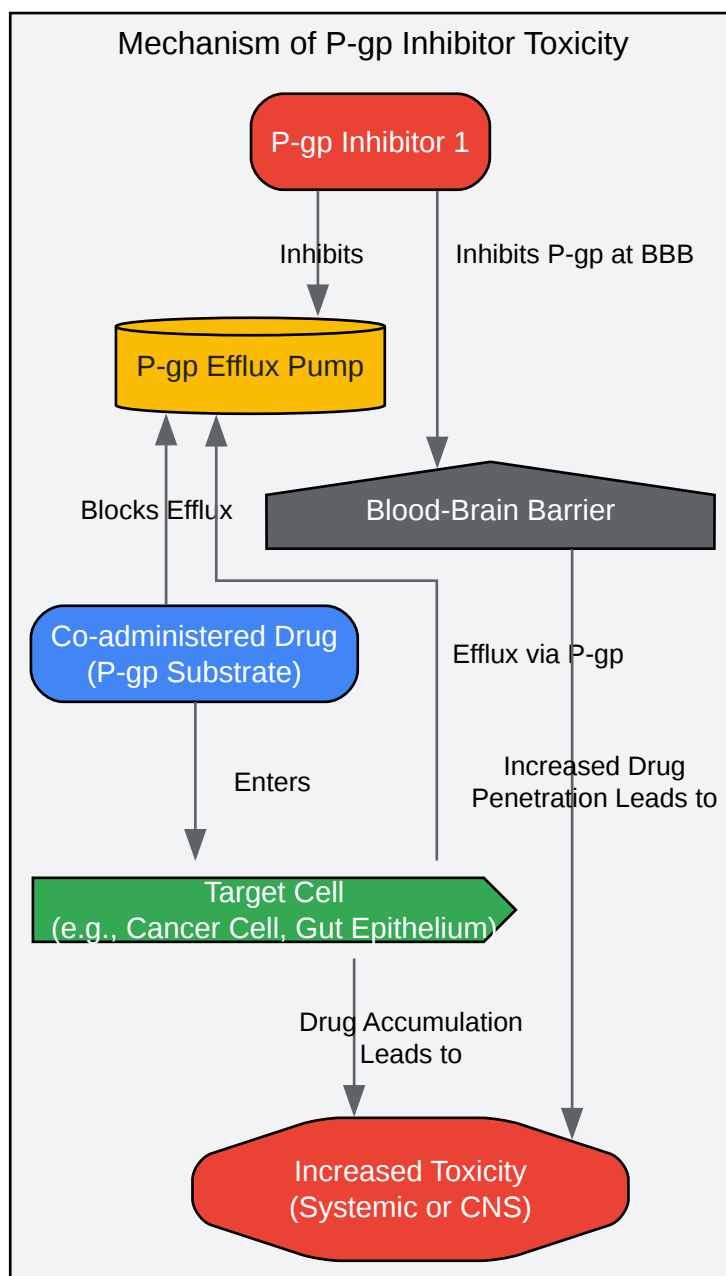 Mechanism of P-gp Inhibitor Toxicity
P-gp Inhibitor 1
Inhibits
Inhibits P-gp at BBB
P-gp Efflux Pump
Blocks Efflux
Blood-Brain Barrier
Co-administered Drug
(P-gp Substrate)
Efflux via P-gp
Enters
Increased Drug
Penetration Leads to
Target Cell
(e.g., Cancer Cell, Gut Epithelium)
Drug Accumulation
Leads to
Increased Toxicity
(Systemic or CNS)